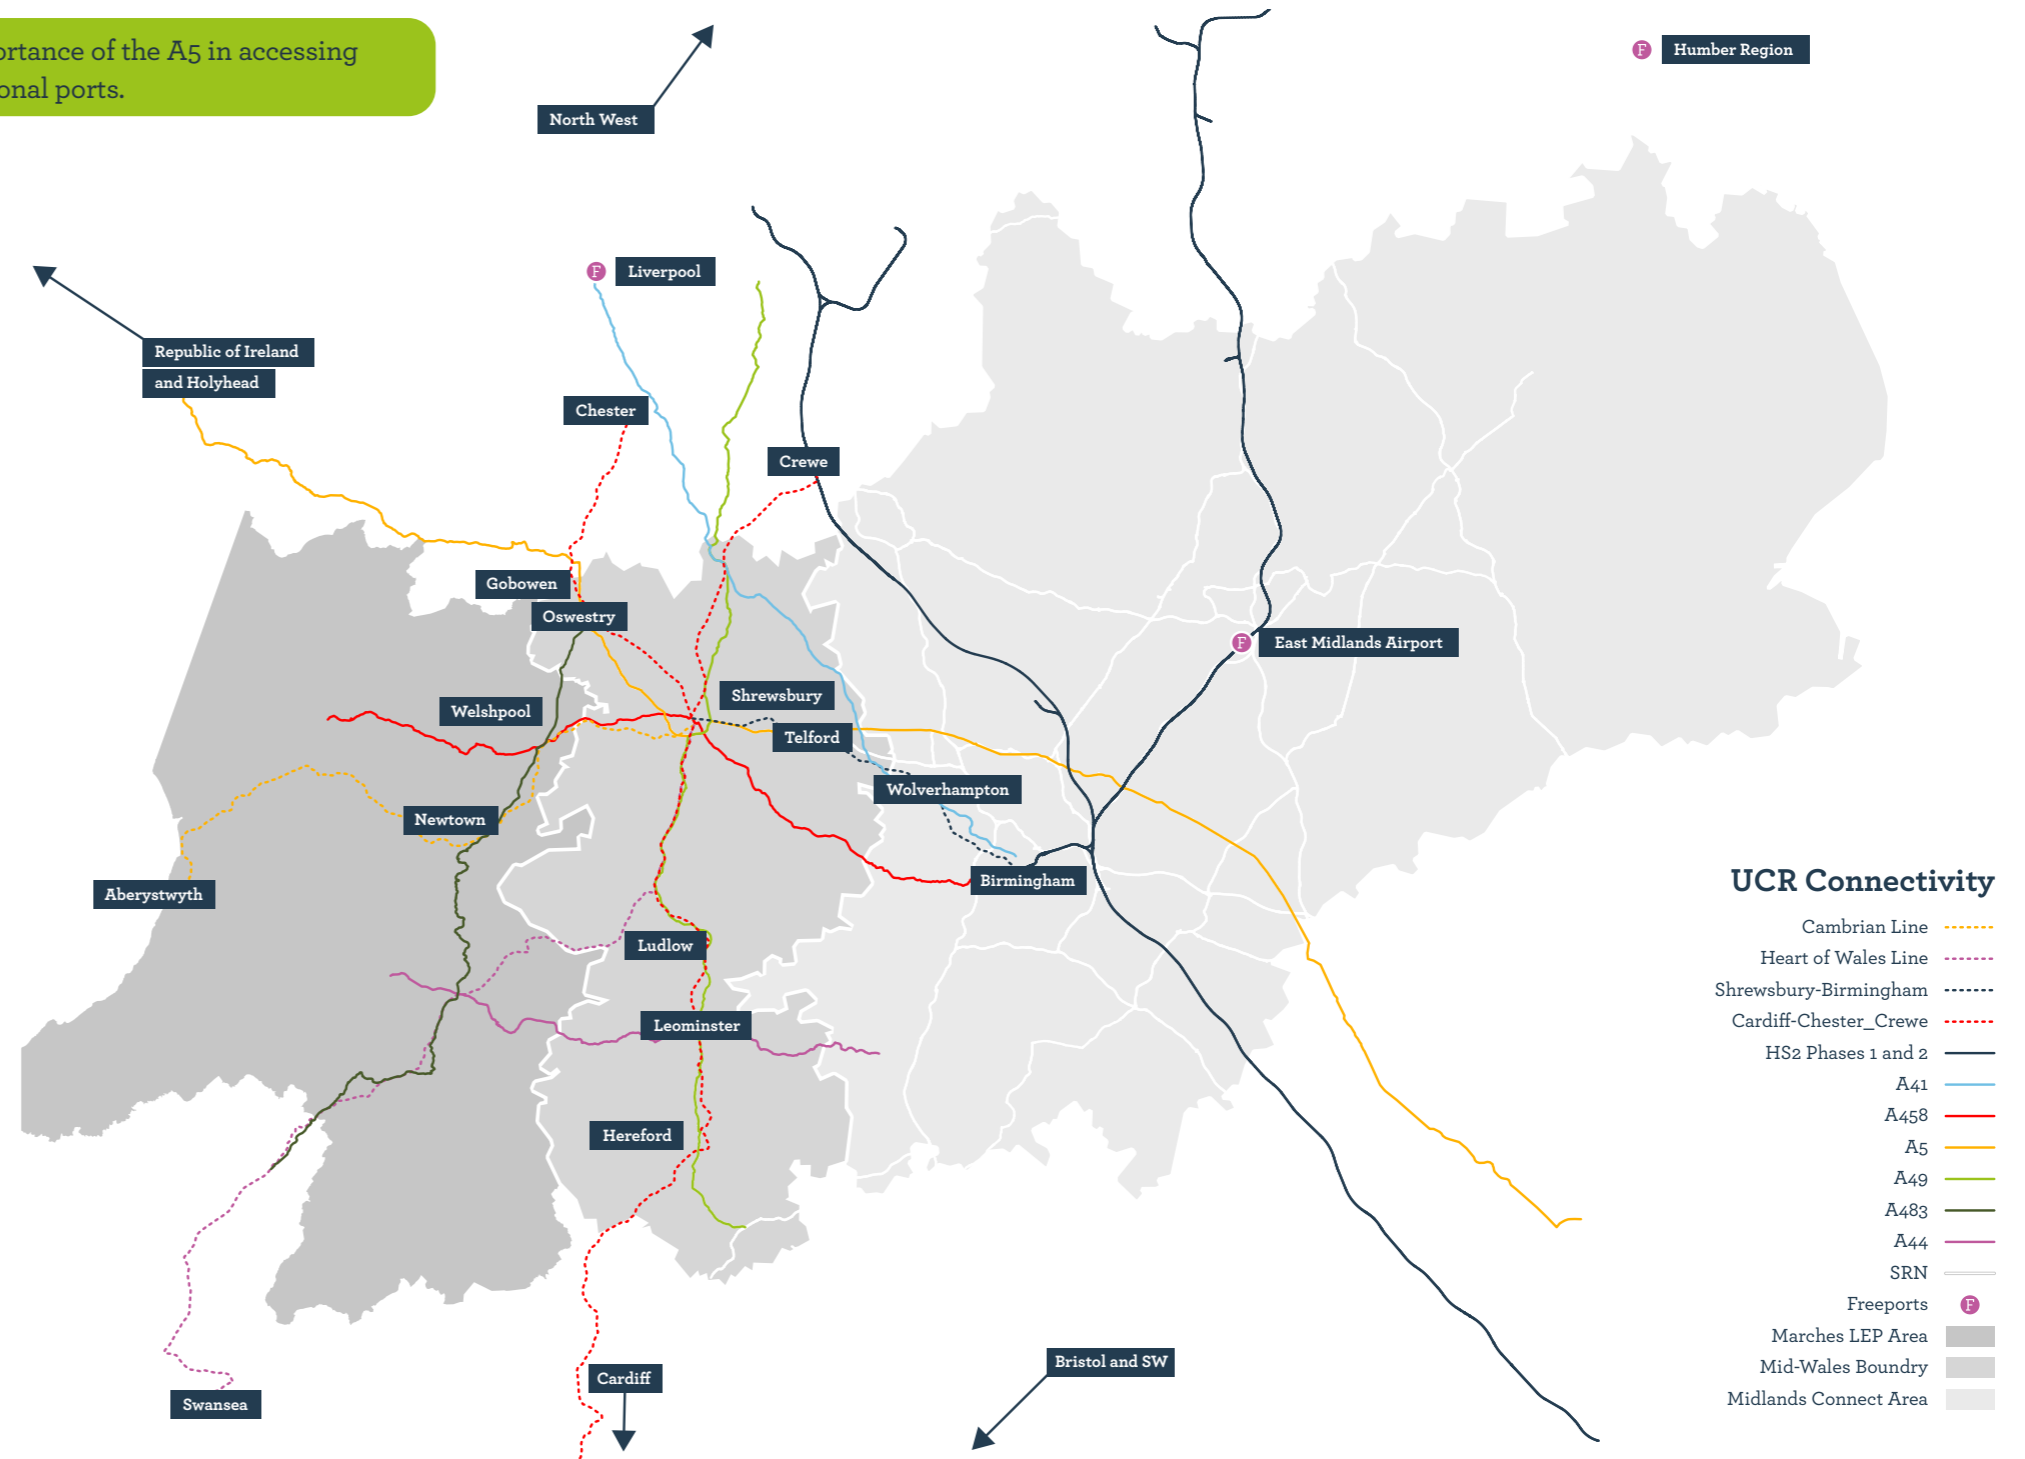 ortance of the A5 in accessing
onal ports.
F
Humber Region
North West
F
Liverpool
Republic of Ireland
and Holyhead
Chester
Crewe
Gobowen
Oswestry
F
East Midlands Airport
Shrewsbury
Welshpool
Telford
Wolverhampton
Newtown
Birmingham
Aberystwyth
Ludlow
Leominster
Hereford
Bristol and SW
Cardiff
Swansea
UCR Connectivity
Cambrian Line
Heart of Wales Line
Shrewsbury-Birmingham
Cardiff-Chester_Crewe
HS2 Phases 1 and 2
A41
A458
A5
A49
A483
A44
SRN
Freeports F
Marches LEP Area
Mid-Wales Boundry
Midlands Connect Area